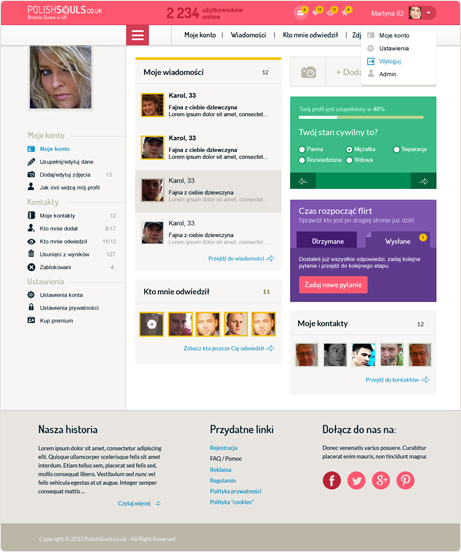 POLISHSOULS.CO.UK
Bratnia Dusza w UK
2 234 użytkowników
online
Martyna
Moje konto
Wiadomości
Kto mnie odwiedził
Moje konto
Ustawienia
Wyloguj
Admin
Moje konto
Moje konto
Uzupełnij/edytuj dane
Dodaj/edytuj zdjęcia 13
Jak inni widzą mój profil
Kontakty
Moje kontakty 12
Kto mnie dodał 3/17
Kto mnie odwiedził 11/12
Usunięci z wyników 127
Zablokowani 4
Ustawienia
Ustawienia konta
Ustawienia prywatności
Kup premium
Moje wiadomości 12
Karol, 33
Fajna z ciebie dziewczyna
Lorem dolor sit amet, consectet...
Karol, 33
Fajna z ciebie dziewczyna
Lorem dolor sit amet, consectet...
Karol, 33
Fajna z ciebie dziewczyna
Lorem dolor sit amet, consectet...
Karol, 33
Fajna z ciebie dziewczyna
Lorem dolor sit amet, consectet...
Przejdź do wiadomości
Kto mnie odwiedził 11
Zobacz kto jeszcze Cię odwiedził
Twój profil jest uzupełniony w 40%
Twój stan cywilny to?
Panna
Mężatka
Separacja
Rozwiedziona
Wdowa
Czas rozpocząć flirt
Sprawdź kto jest po drugiej stronie już dziś!
Otrzymane
Wysłane
Dostałeś już wszystkie odpowiedzi, zadaj kolejne
pytanie i przejdź do kolejnego etapu.
Zadaj nowe pytanie
Moje kontakty 12
Przejdź do kontaktów
Nasza historia
Lorem ipsum dolor sit amet, consectetur adipiscing
elit. Quisque ullamcorper scelerisque felis sit amet
interdum. Etiam tellus sem, placerat sed felis sed,
mollis consequat libero. Vestibulum sed nunc vel
felis vehicula egestas at ut augue. Integer semper
consequat mattis ...
Czytaj więcej
Przydatne linki
Rejestracja
FAQ / Pomoc
Reklama
Regulamin
Polityka prywatności
Polityka "cookies"
Dołącz do nas na:
Donec venenatis varius posuere. Curabitur
placerat enim mauris, non tincidunt magna:
Copyright © 2013 PolishSouls.co.uk - All Right Reserved.